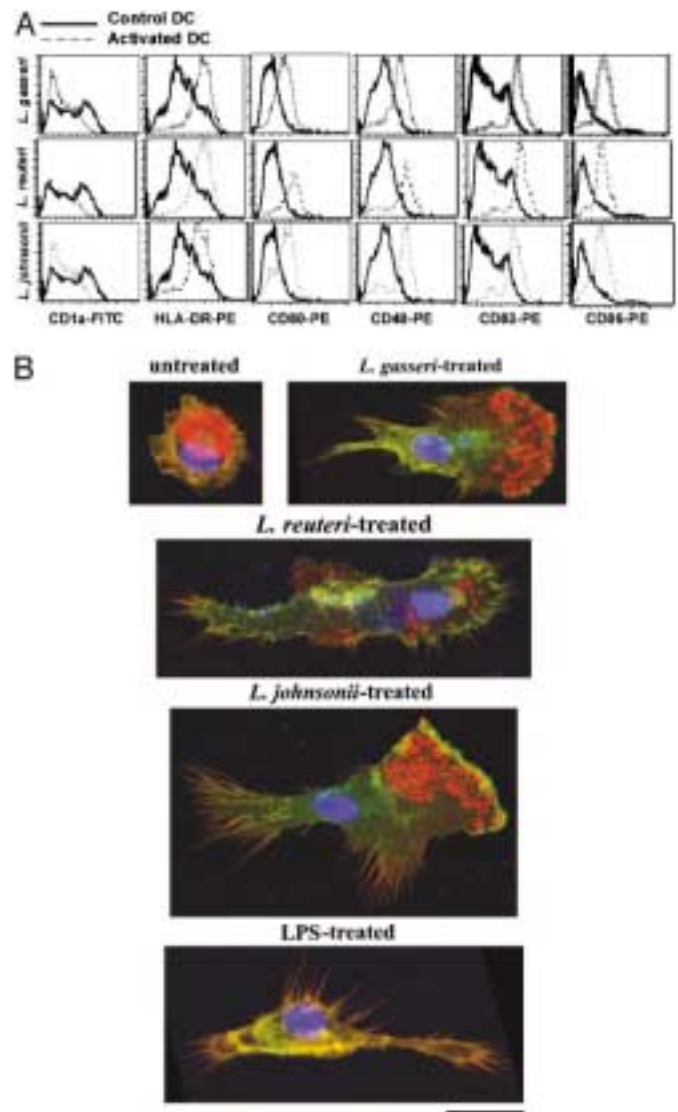 A
Control DC
Activated DC
L. gasseri
L. reuteri
L. johnsonii
CD1a-FITC HLA-DR-PE CD80-PE CD40-PE CD83-PE CD86-PE
B
untreated L. gasseri-treated
L. reuteri-treated
L. johnsonii-treated
LPS-treated